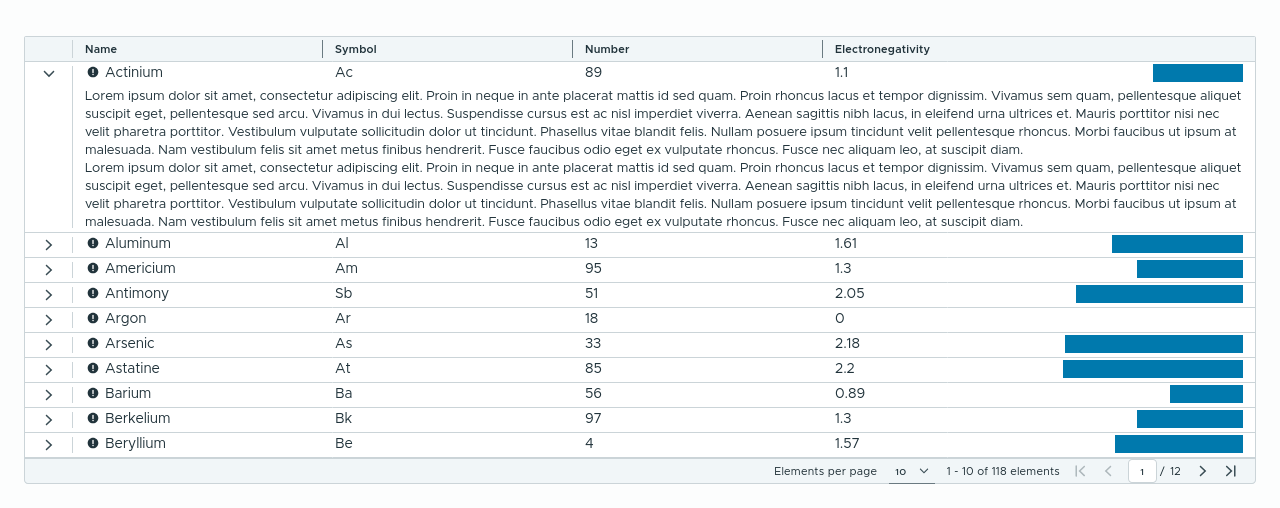 Name Symbol Number Electronegativity
Actinium Ac 89 1.1
Lorem ipsum dolor sit amet, consectetur adipiscing elit. Proin in neque in ante placerat mattis id sed quam. Proin rhoncus lacus et tempor dignissim. Vivamus sem quam, pellentesque aliquet
suscipit eget, pellentesque sed arcu. Vivamus in dui lectus. Suspendisse cursus est ac nisl imperdiet viverra. Aenean sagittis nibh lacus, in eleifend urna ultrices et. Mauris porttitor nisi nec
velit pharetra porttitor. Vestibulum vulputate sollicitudin dolor ut tincidunt. Phasellus vitae blandit felis. Nullam posuere ipsum tincidunt velit pellentesque rhoncus. Morbi faucibus ut ipsum at
malesuada. Nam vestibulum felis sit amet metus finibus hendrerit. Fusce faucibus odio eget ex vulputate rhoncus. Fusce nec aliquam leo, at suscipit diam.
Lorem ipsum dolor sit amet, consectetur adipiscing elit. Proin in neque in ante placerat mattis id sed quam. Proin rhoncus lacus et tempor dignissim. Vivamus sem quam, pellentesque aliquet
suscipit eget, pellentesque sed arcu. Vivamus in dui lectus. Suspendisse cursus est ac nisl imperdiet viverra. Aenean sagittis nibh lacus, in eleifend urna ultrices et. Mauris porttitor nisi nec
velit pharetra porttitor. Vestibulum vulputate sollicitudin dolor ut tincidunt. Phasellus vitae blandit felis. Nullam posuere ipsum tincidunt velit pellentesque rhoncus. Morbi faucibus ut ipsum at
malesuada. Nam vestibulum felis sit amet metus finibus hendrerit. Fusce faucibus odio eget ex vulputate rhoncus. Fusce nec aliquam leo, at suscipit diam.
Aluminum Al 13 1.61
Americium Am 95 1.3
Antimony Sb 51 2.05
Argon Ar 18 0
Arsenic As 33 2.18
Astatine At 85 2.2
Barium Ba 56 0.89
Berkelium Bk 97 1.3
Beryllium Be 4 1.57
Elements per page 10 1 - 10 of 118 elements 1 / 12